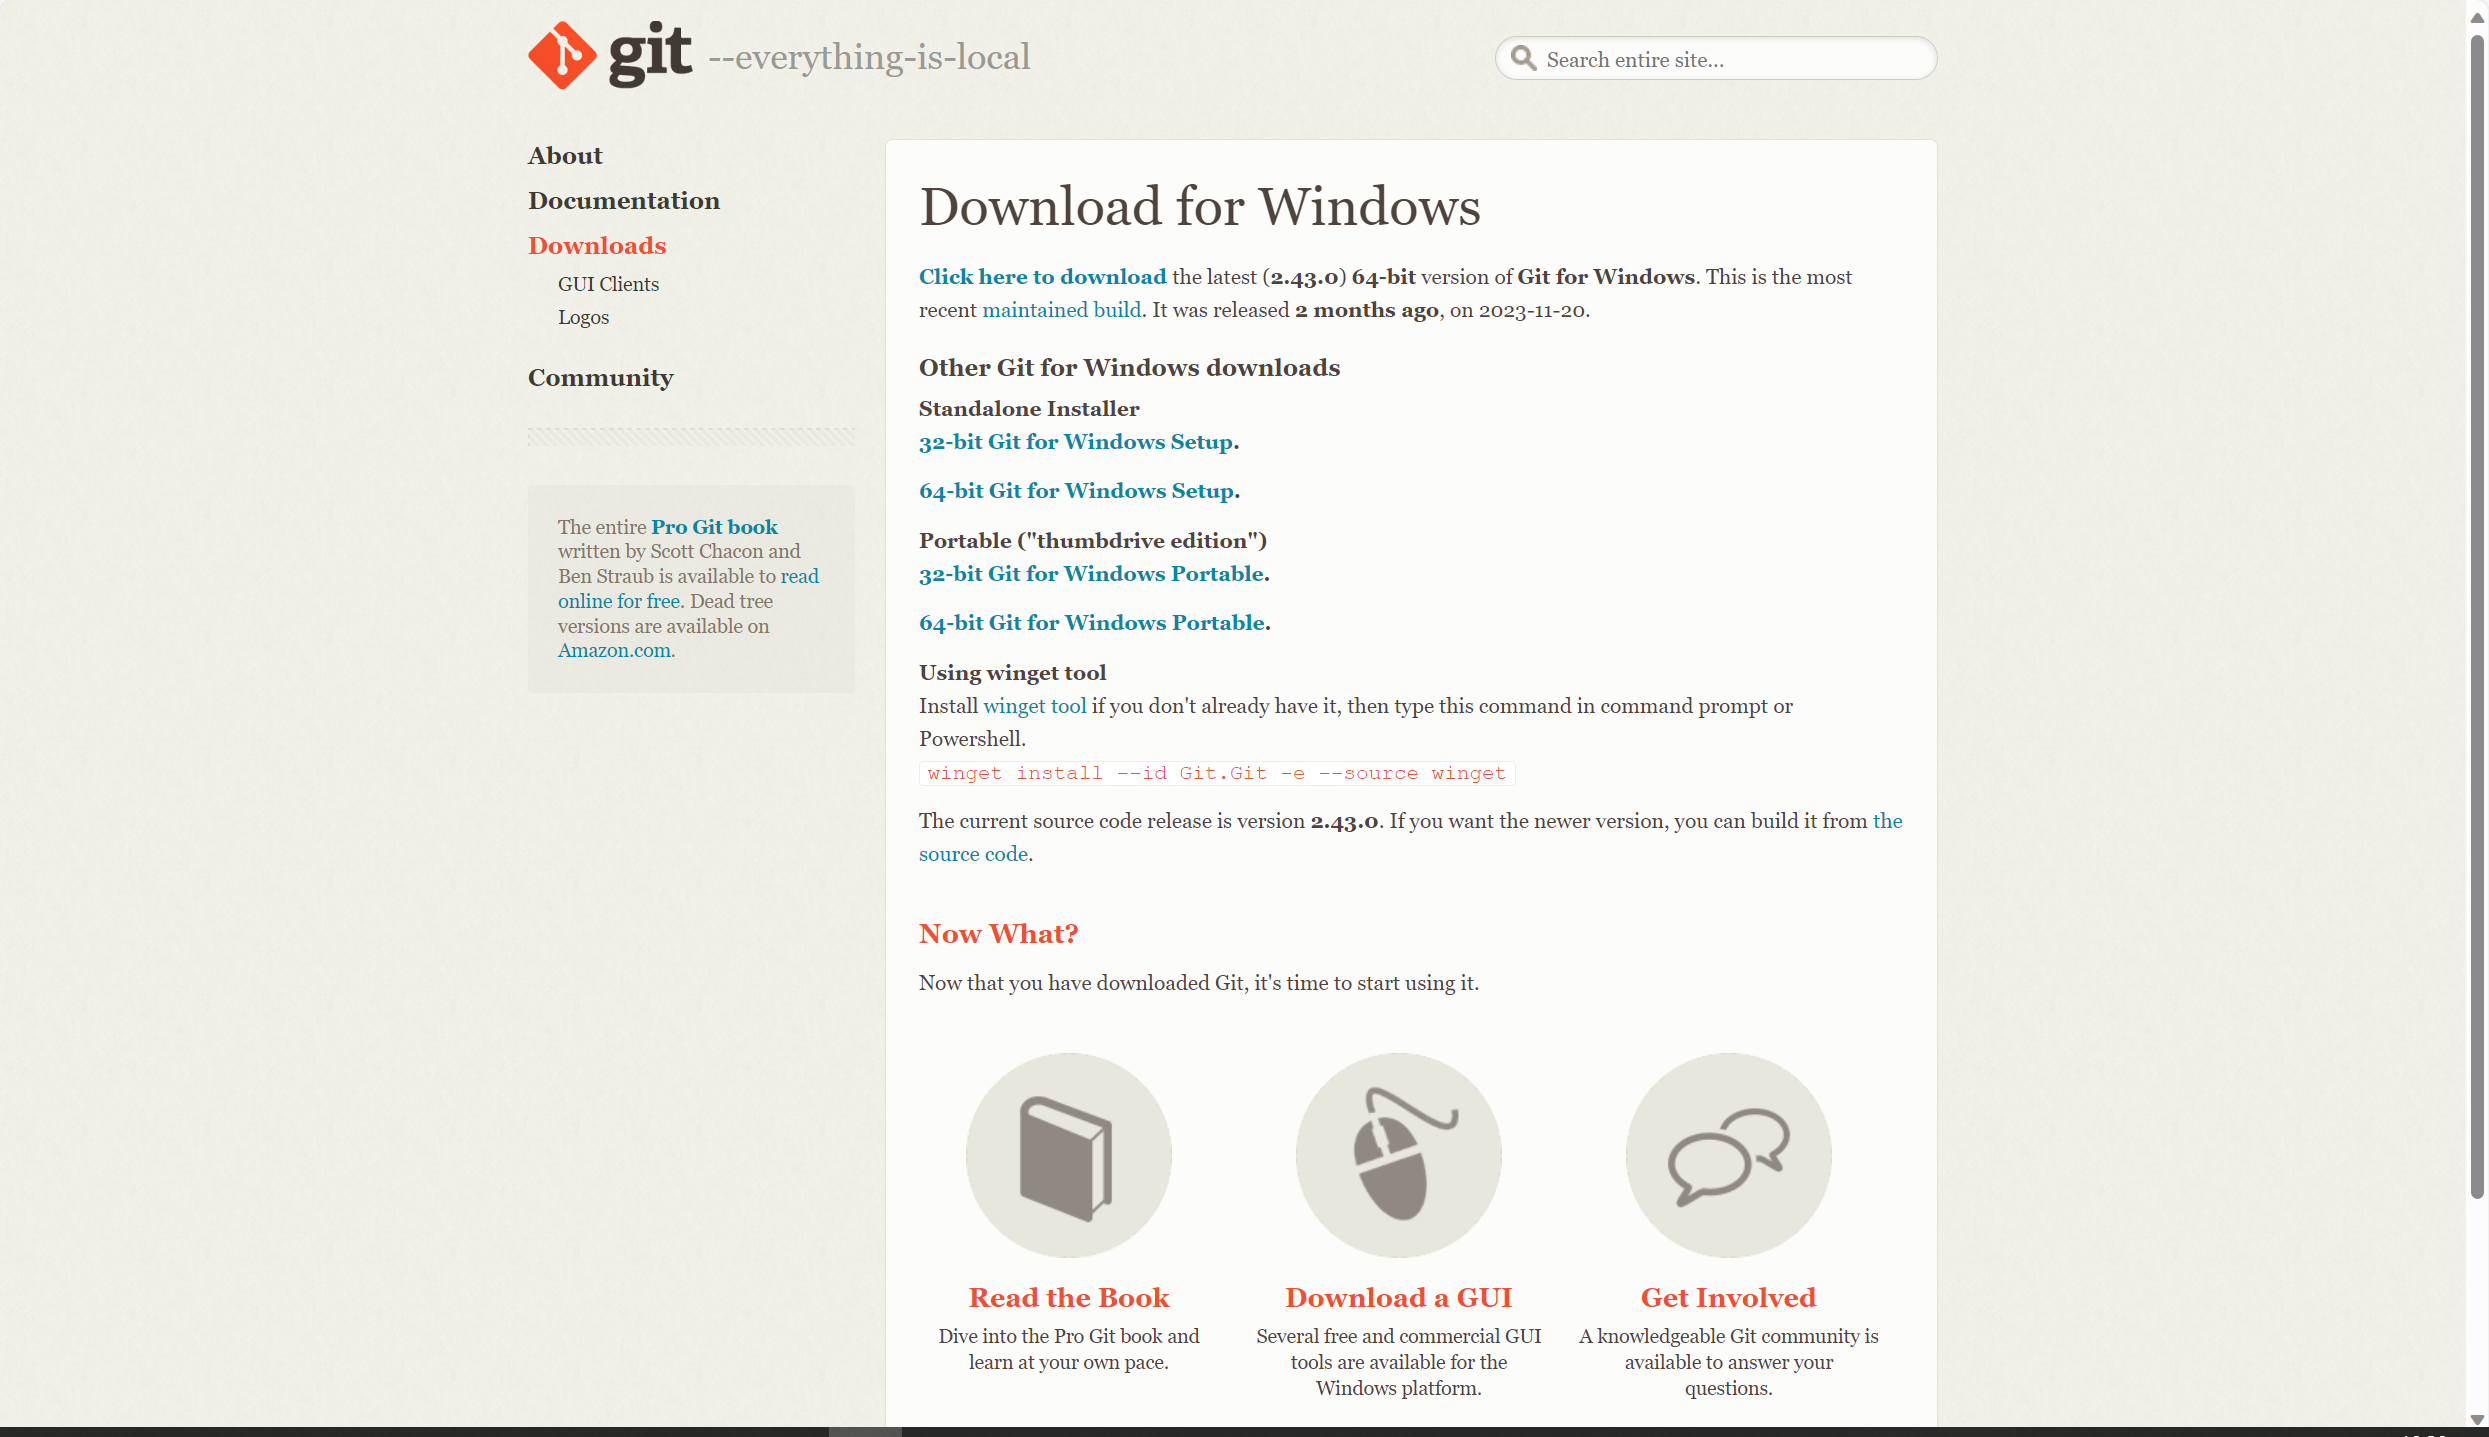 git --everything-is-local
Search entire site...
About
Documentation
Downloads
GUI Clients
Logos
Community
The entire Pro Git book
written by Scott Chacon and
Ben Straub is available to read
online for free. Dead tree
versions are available on
Amazon.com.
Download for Windows
Click here to download the latest (2.43.0) 64-bit version of Git for Windows. This is the most
recent maintained build. It was released 2 months ago, on 2023-11-20.
Other Git for Windows downloads
Standalone Installer
32-bit Git for Windows Setup.
64-bit Git for Windows Setup.
Portable ("thumbdrive edition")
32-bit Git for Windows Portable.
64-bit Git for Windows Portable.
Using winget tool
Install winget tool if you don't already have it, then type this command in command prompt or
Powershell.
winget install --id Git.Git -e --source winget
The current source code release is version 2.43.0. If you want the newer version, you can build it from the
source code.
Now What?
Now that you have downloaded Git, it's time to start using it.
Read the Book
Dive into the Pro Git book and
learn at your own pace.
Download a GUI
Several free and commercial GUI
tools are available for the
Windows platform.
Get Involved
A knowledgeable Git community is
available to answer your
questions.